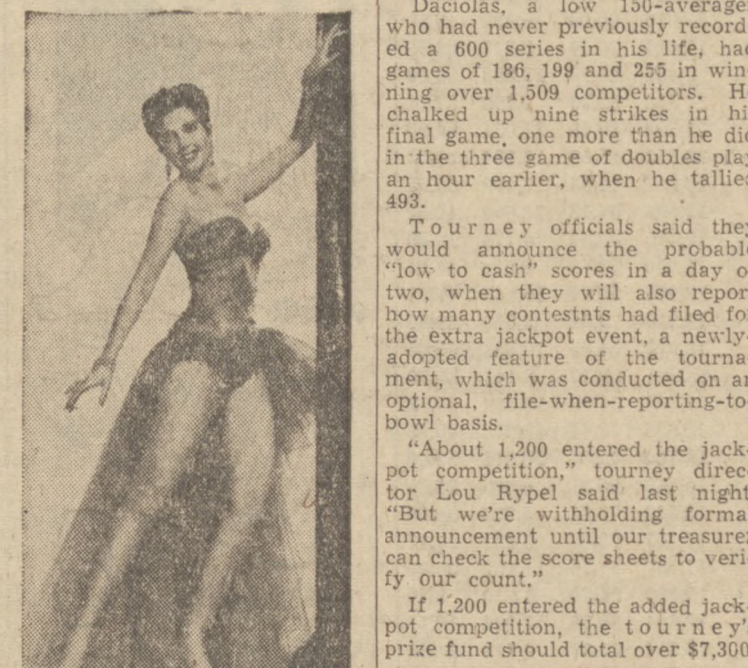 Daciolas, a low 150-average
who had never previously record-
ed a 600 series in his life, had
games of 186, 199 and 255 in win-
ning over 1,509 competitors. H
chalked up nine strikes in hi
final game, one more than he did
in the three game of doubles play
an hour earlier, when he tallied
493.
Tourney officials said they
would announce the probabl
"low to cash" scores in a day o
two, when they will also repor
how many contestnts had filed fo
the extra jackpot event, a newly-
adopted feature of the tourna-
ment, which was conducted on an
optional, file-when-reporting-to-
bowl basis.
"About 1,200 entered the jack-
pot competition," tourney direc-
tor Lou Rypel said last night
"But we're withholding forma
announcement until our treasurer
can check the score sheets to veri-
fy our count."
If 1,200 entered the added jack-
pot competition, the tourney'
prize fund should total over $7,300